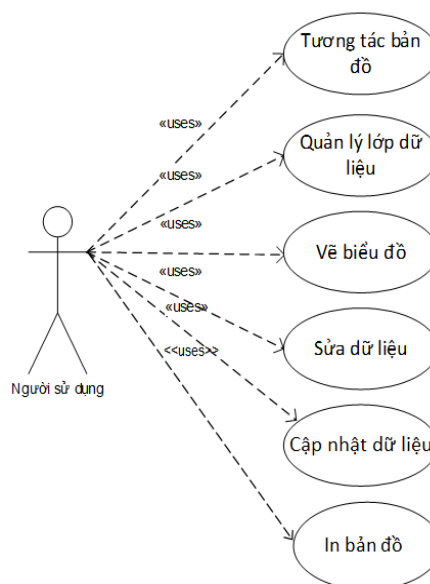 Tương tác bản
đồ
«uses»
Quản lý lớp dữ
liệu
«uses»
«uses»
Vẽ biểu đồ
«uses»
«uses»
Sửa dữ liệu
<<uses>>
Người sử dụng
Cập nhật dữ liệu
In bản đồ